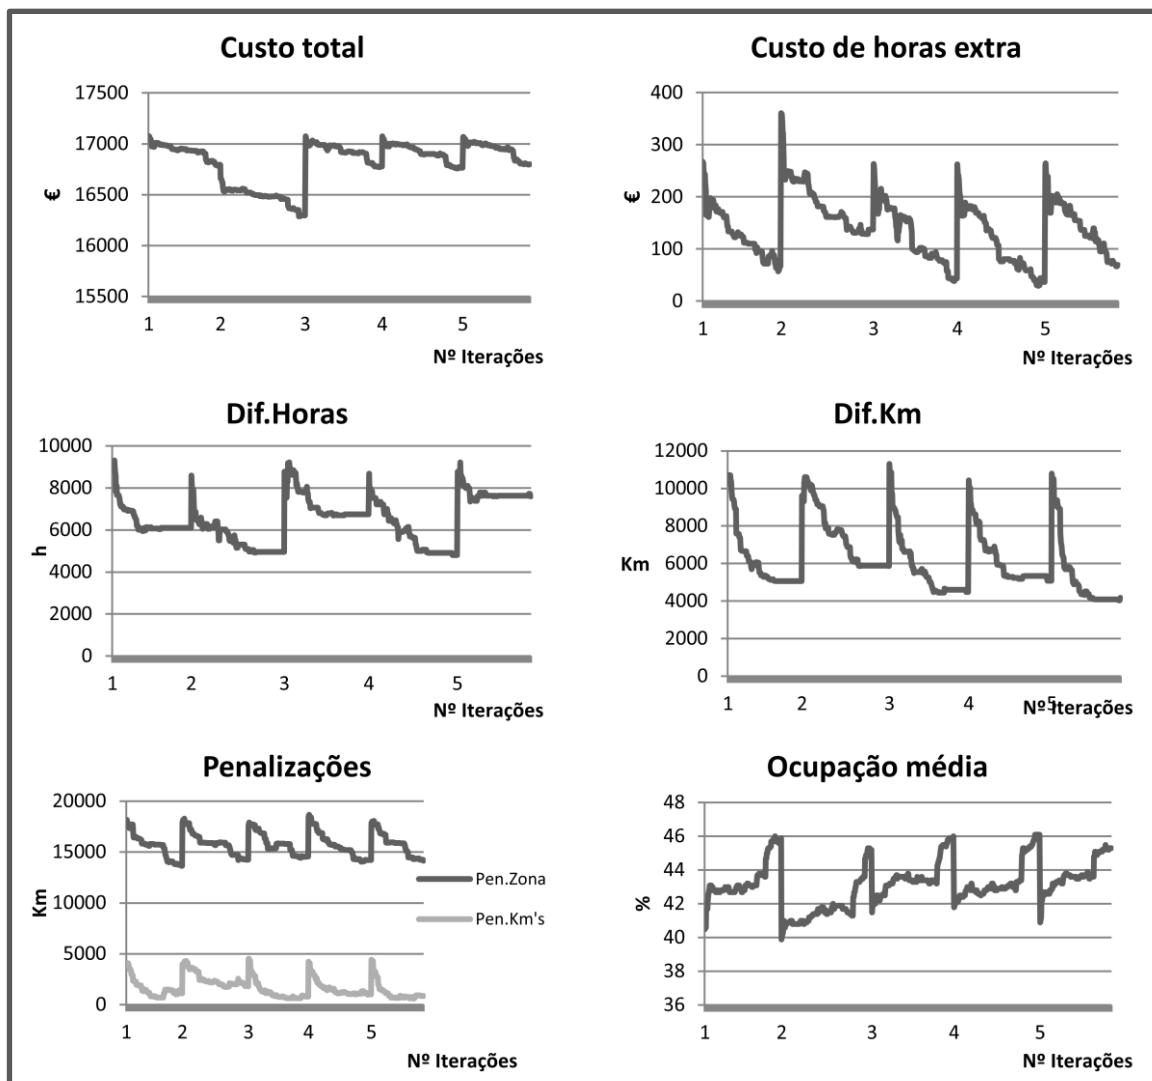 Custo total
17500
17000
16500
16000
15500
€
1 2 3 4 5
Nº Iterações
Custo de horas extra
400
300
200
100
0
€
1 2 3 4 5
Nº Iterações
Dif.Horas
10000
8000
6000
4000
2000
0
h
1 2 3 4 5
Nº Iterações
Dif.Km
12000
10000
8000
6000
4000
2000
0
Km
1 2 3 4 5
Nº Iterações
Penalizações
20000
15000
10000
5000
0
Km
Pen.Zona
Pen.Km's
1 2 3 4 5
Nº Iterações
Ocupação média
48
46
44
42
40
38
36
%
1 2 3 4 5
Nº Iterações